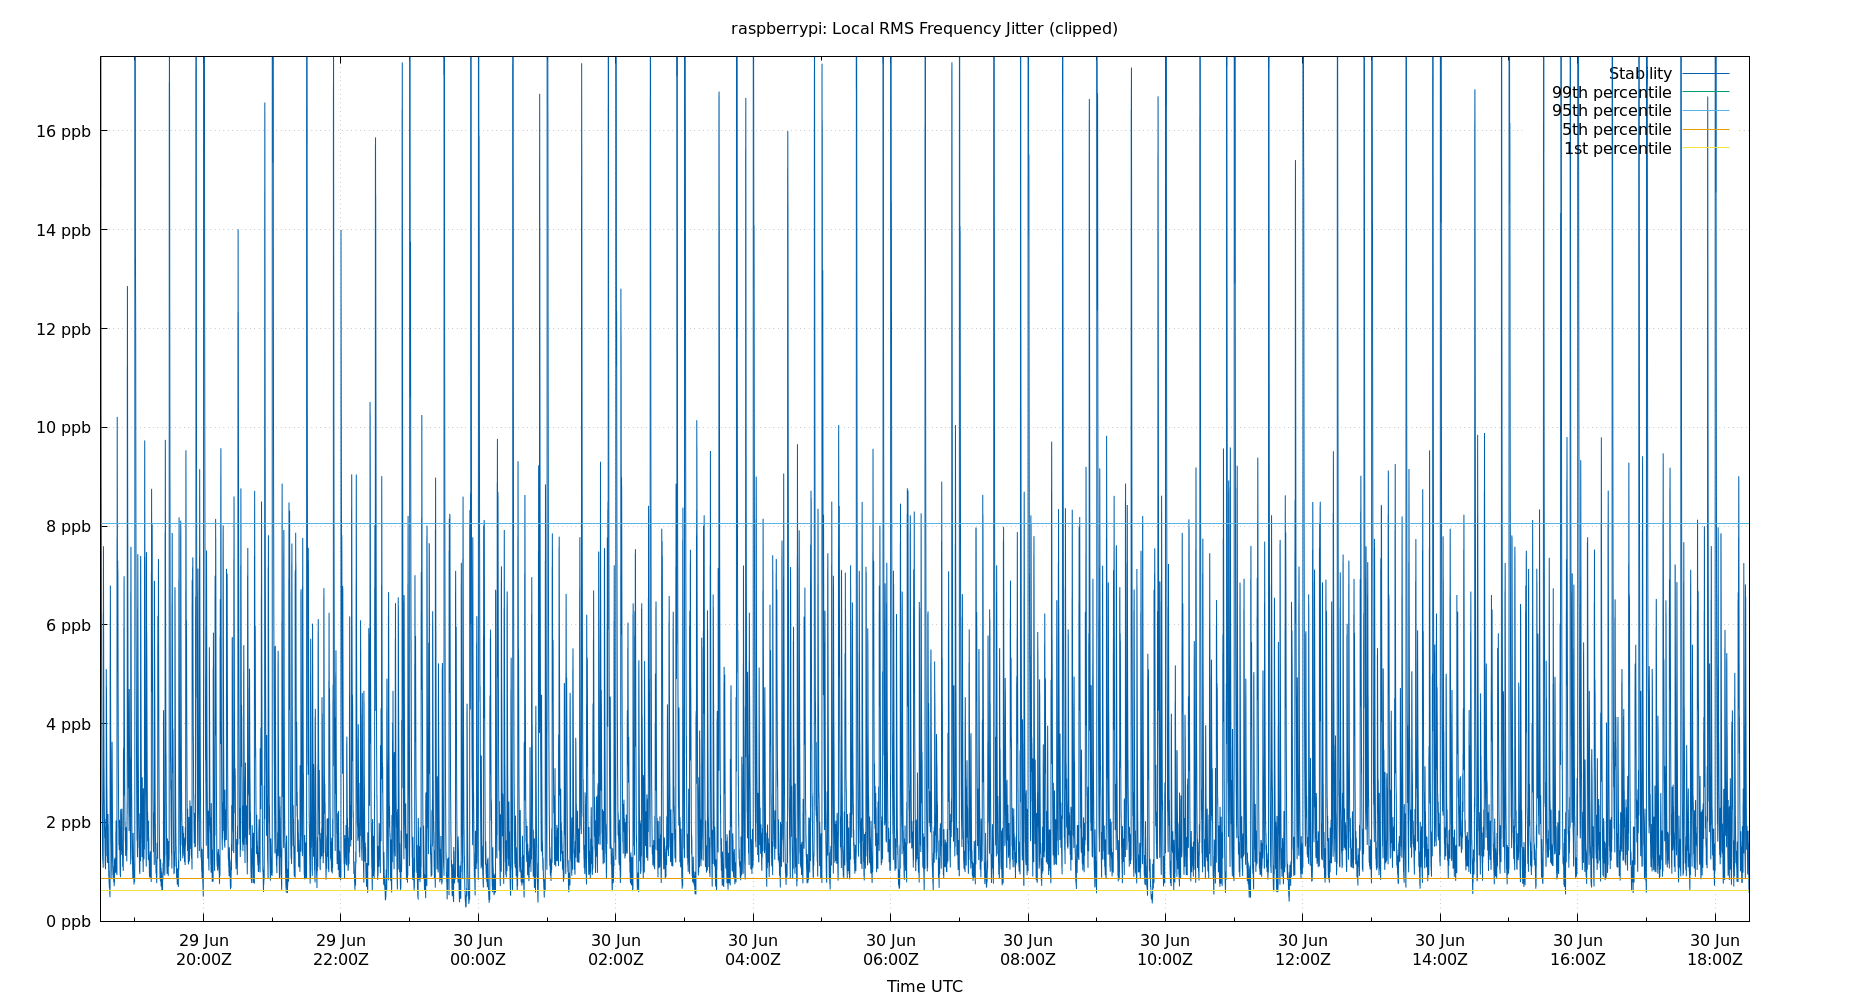 raspberrypi: Local RMS Frequency Jitter (clipped)
Stability
99th percentile
95th percentile
5th percentile
1st percentile
16 ppb
14 ppb
12 ppb
10 ppb
8 ppb
6 ppb
4 ppb
2 ppb
0 ppb
29 Jun 29 Jun 30 Jun 30 Jun 30 Jun 30 Jun 30 Jun 30 Jun 30 Jun 30 Jun 30 Jun 30 Jun
20:00Z 22:00Z 00:00Z 02:00Z 04:00Z 06:00Z 08:00Z 10:00Z 12:00Z 14:00Z 16:00Z 18:00Z
Time UTC